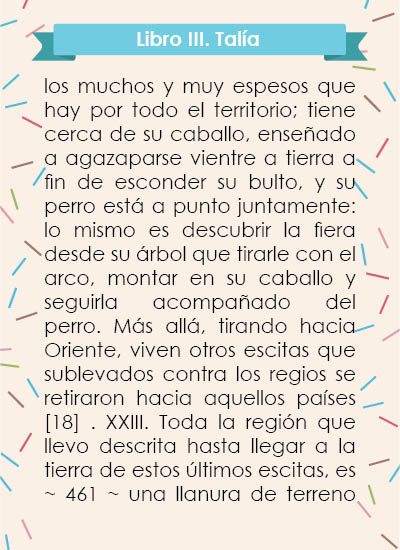 Libro III. Talía
los muchos y muy espesos que
hay por todo el territorio; tiene
cerca de su caballo, enseñado
a agazaparse vientre a tierra a
fin de esconder su bulto, y su
perro está a punto juntamente:
lo mismo es descubrir la fiera
desde su árbol que tirarle con el
arco, montar en su caballo y
seguirla acompañado del
perro. Más allá, tirando hacia
Oriente, viven otros escitas que
sublevados contra los regios se
retiraron hacia aquellos países
[18] . XXIII. Toda la región que
llevo descrita hasta llegar a la
tierra de estos últimos escitas, es
~ 461 ~ una llanura de terreno